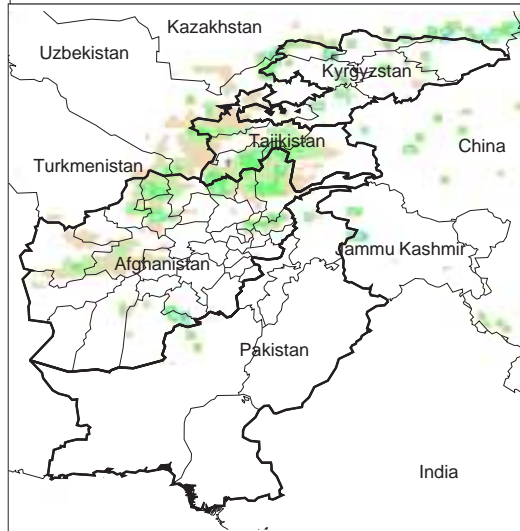 Kazakhstan
Uzbekistan
Kyrgyzstan
Tajikistan
China
Turkmenistan
Jammu Kashmir
Afghanistan
Pakistan
India